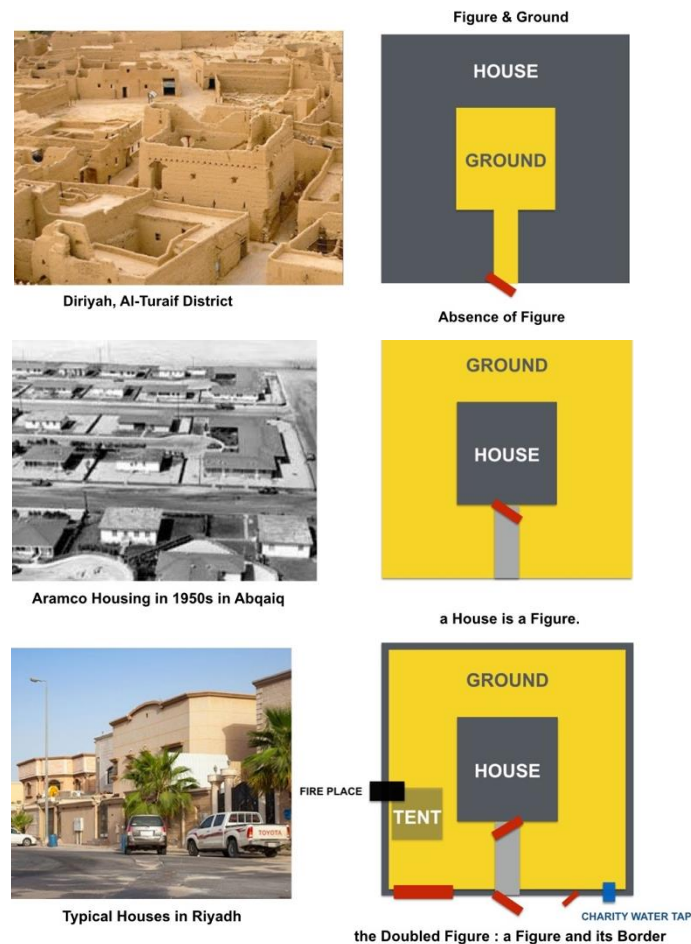 Figure & Ground
HOUSE
GROUND
Diriyah, Al-Turaif District
Absence of Figure
GROUND
HOUSE
Aramco Housing in 1950s in Abqaiq
a House is a Figure.
GROUND
HOUSE
FIRE PLACE
TENT
TOYOTA
CHARITY WATER TAP
Typical Houses in Riyadh
the Doubled Figure : a Figure and its Border